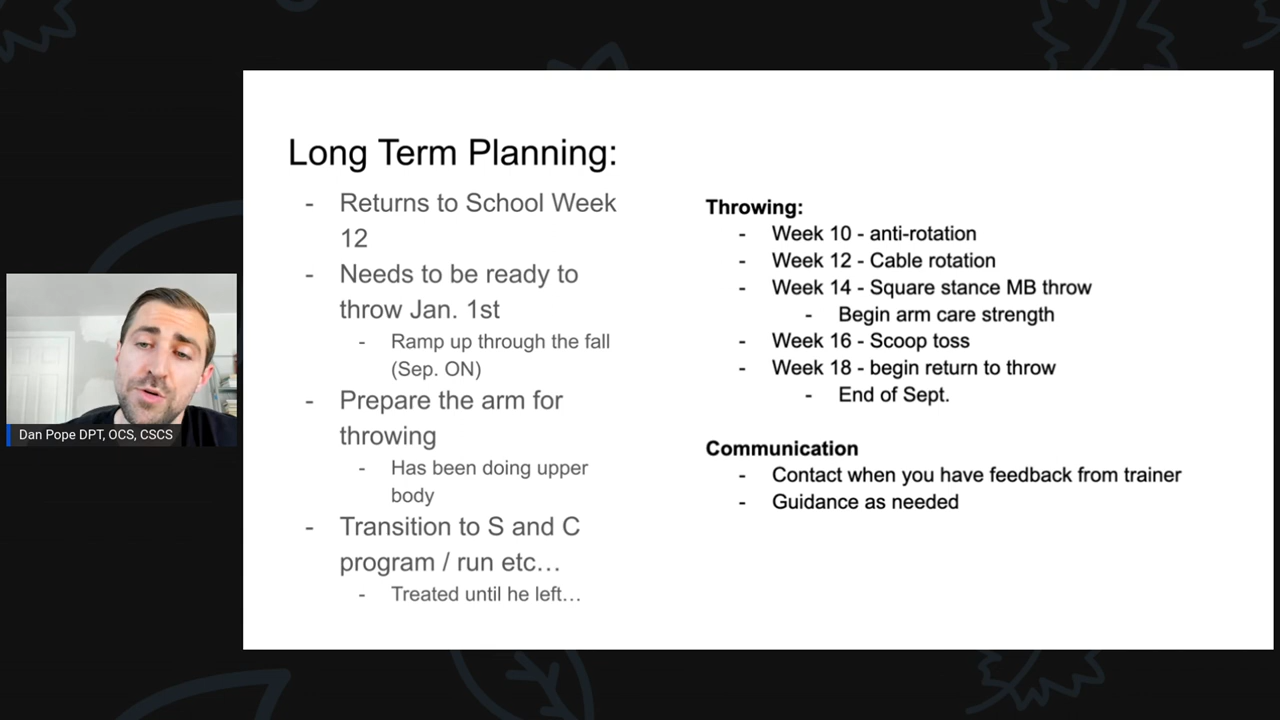 Long Term Planning:
- Returns to School Week
12
- Needs to be ready to
throw Jan. 1st
- Ramp up through the fall
(Sep. ON)
- Prepare the arm for
throwing
- Has been doing upper
body
- Transition to S and C
program / run etc…
- Treated until he left…
Throwing:
- Week 10 - anti-rotation
- Week 12 - Cable rotation
- Week 14 - Square stance MB throw
- Begin arm care strength
- Week 16 - Scoop toss
- Week 18 - begin return to throw
- End of Sept.
Communication
- Contact when you have feedback from trainer
- Guidance as needed
Dan Pope DPT, OCS, CSCS